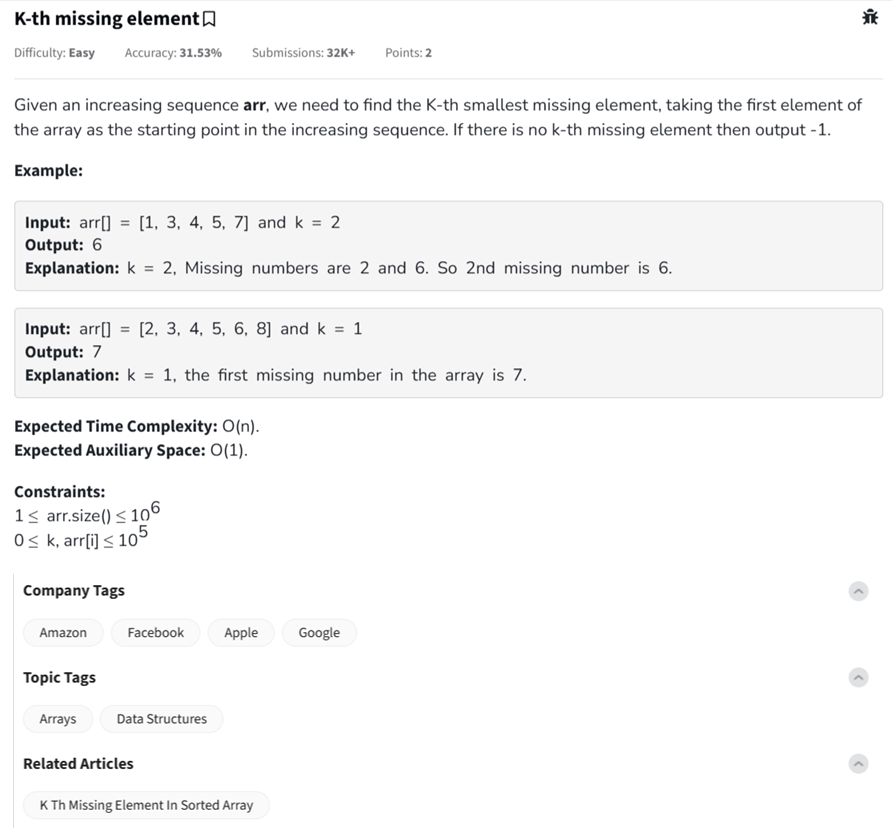 K-th missing element
Difficulty: Easy Accuracy: 31.53% Submissions: 32K+ Points: 2
Given an increasing sequence arr, we need to find the K-th smallest missing element, taking the first element of
the array as the starting point in the increasing sequence. If there is no k-th missing element then output -1.
Example:
Input: arr[] = [1, 3, 4, 5, 7] and k = 2
Output: 6
Explanation: k = 2, Missing numbers are 2 and 6. So 2nd missing number is 6.
Input: arr[] = [2, 3, 4, 5, 6, 8] and k = 1
Output: 7
Explanation: k = 1, the first missing number in the array is 7.
Expected Time Complexity: O(n).
Expected Auxiliary Space: O(1).
Constraints:
1 ≤ arr.size() ≤ 10^6
0 ≤ k, arr[i] ≤ 10^5
Company Tags
Amazon Facebook Apple Google
Topic Tags
Arrays Data Structures
Related Articles
K Th Missing Element In Sorted Array